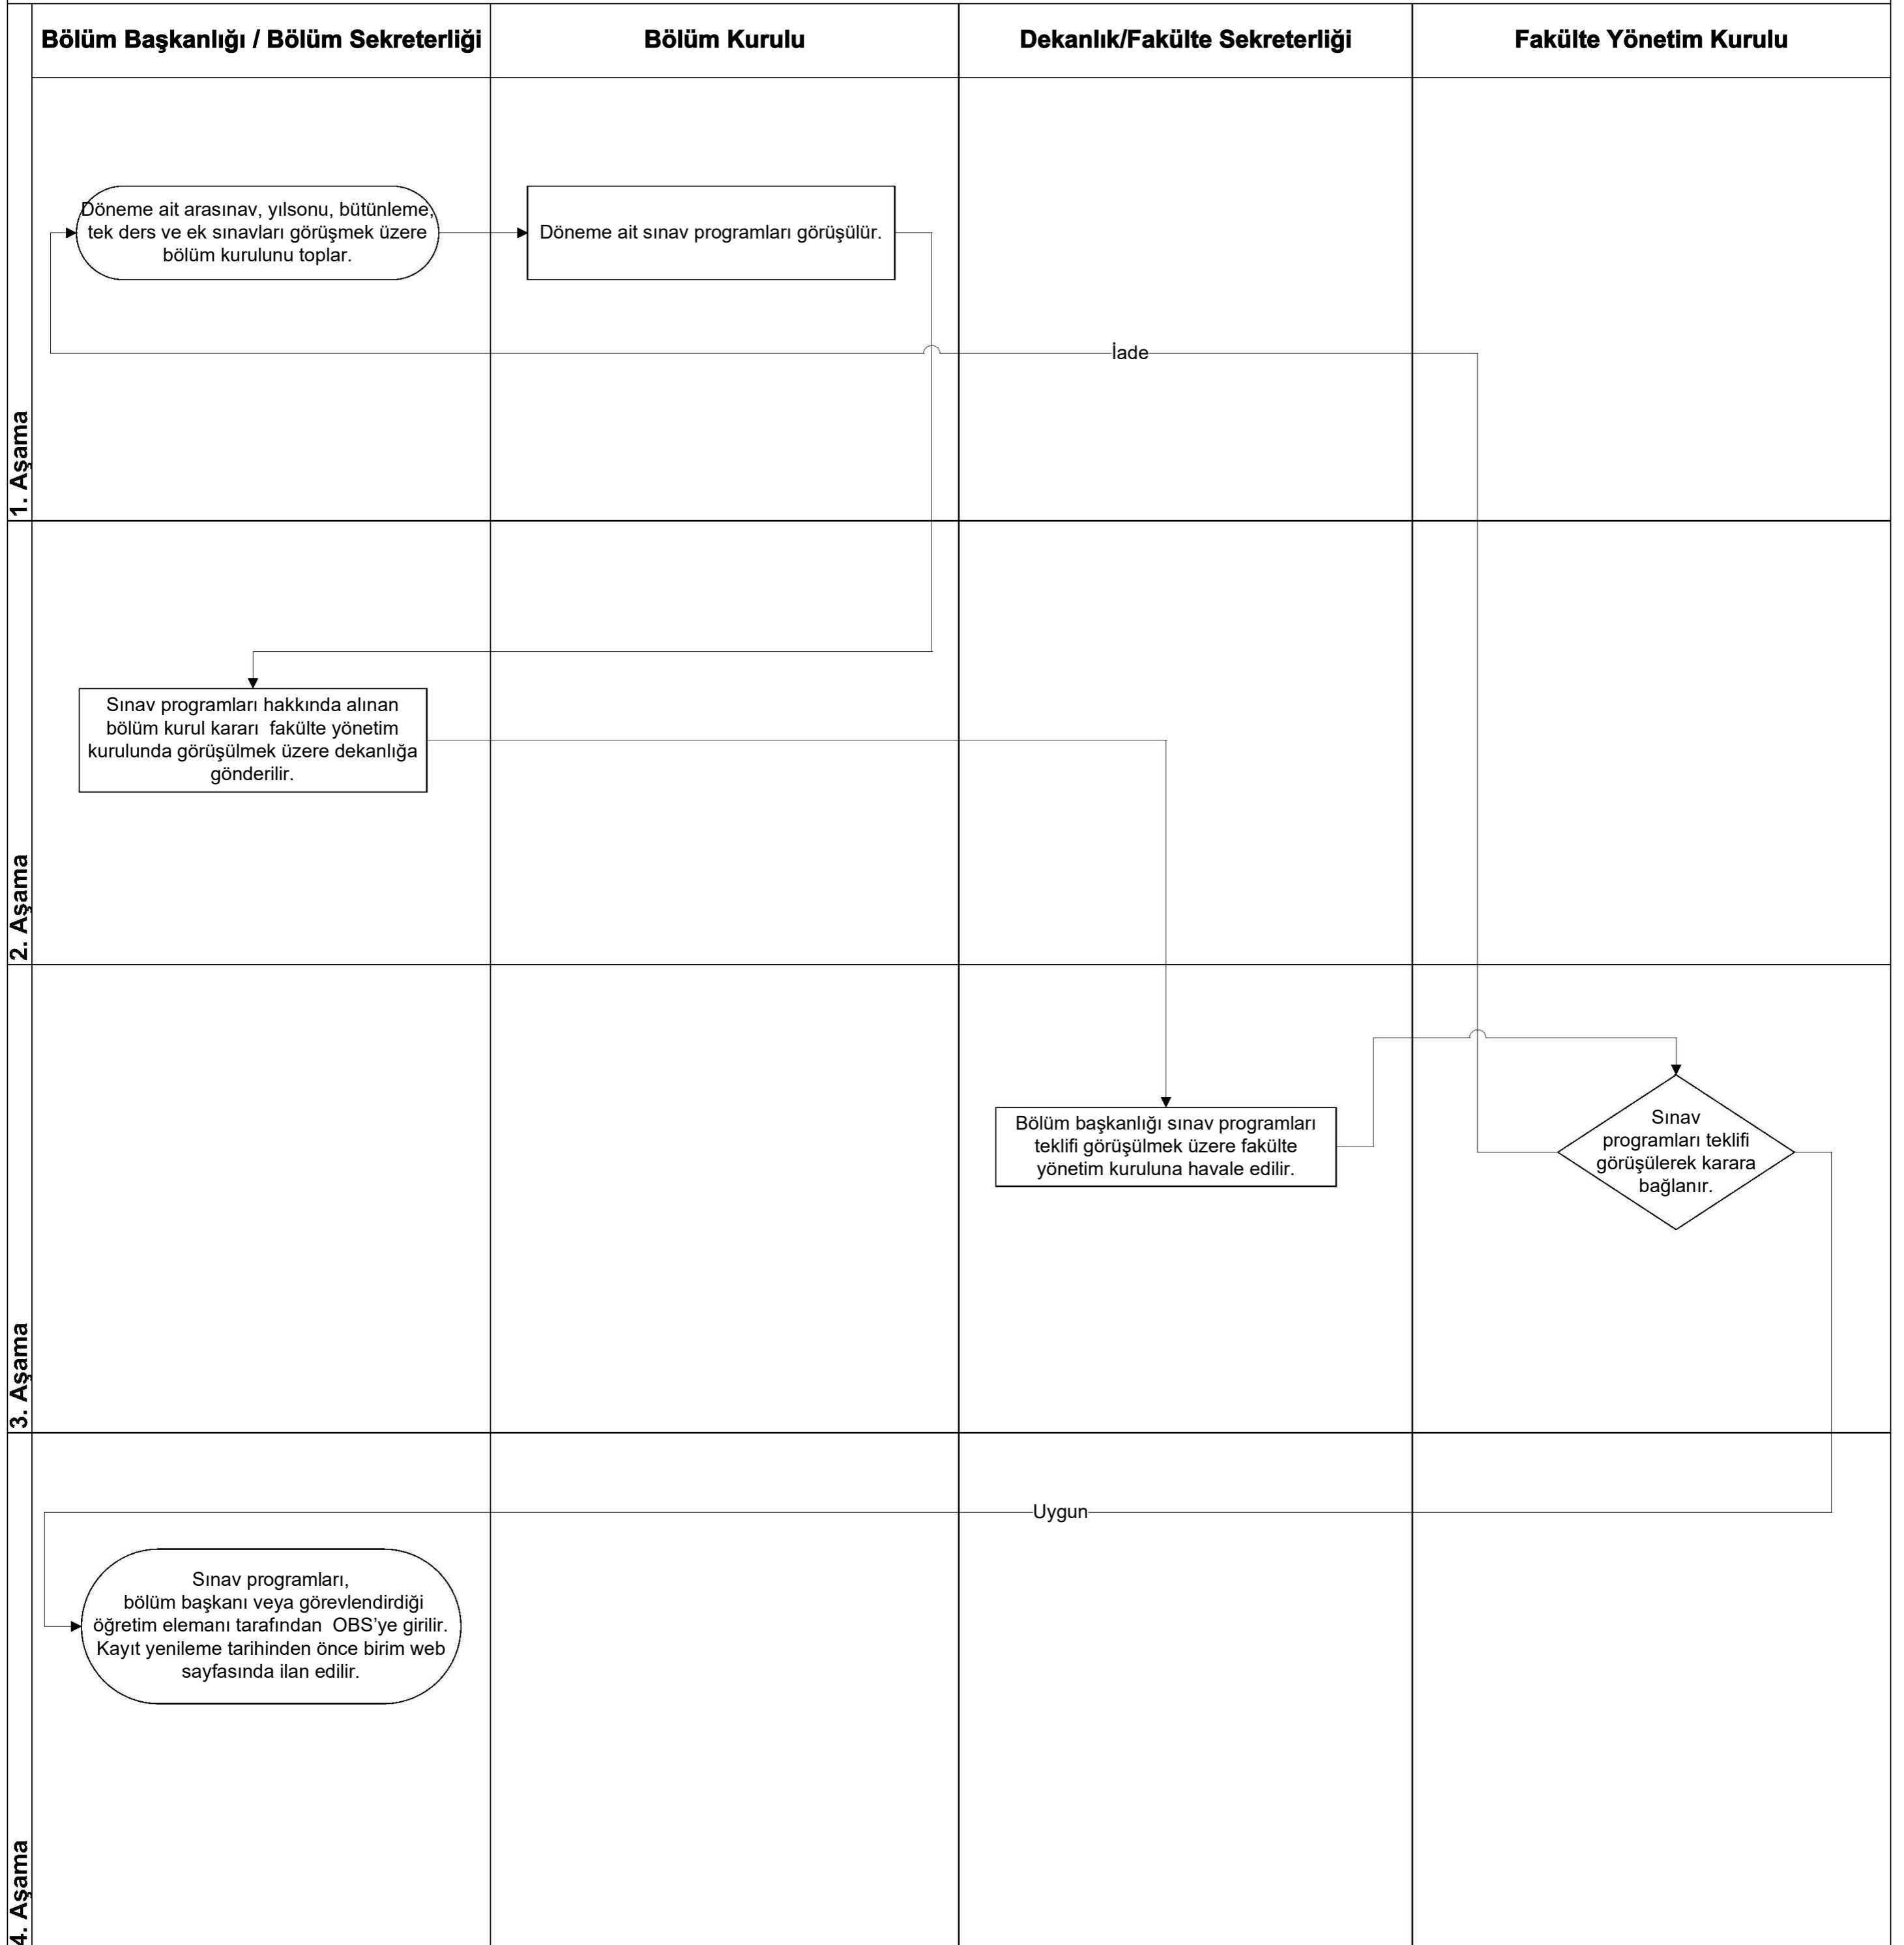 Bölüm Başkanlığı / Bölüm Sekreterliği
Bölüm Kurulu
Dekanlık/Fakülte Sekreterliği
Fakülte Yönetim Kurulu
1. Aşama
Döneme ait arasınav, yılsonu, bütünleme,
tek ders ve ek sınavları görüşmek üzere
bölüm kurulunu toplar.
Döneme ait sınav programları görüşülür.
İade
2. Aşama
Sınav programları hakkında alınan
bölüm kurul kararı  fakülte yönetim
kurulunda görüşülmek üzere dekanlığa
gönderilir.
3. Aşama
Bölüm başkanlığı sınav programları
teklifi görüşülmek üzere fakülte
yönetim kuruluna havale edilir.
Sınav
programları teklifi
görüşülerek karara
bağlanır.
4. Aşama
Uygun
Sınav programları,
bölüm başkanı veya görevlendirdiği
öğretim elemanı tarafından  OBS’ye girilir.
Kayıt yenileme tarihinden önce birim web
sayfasında ilan edilir.